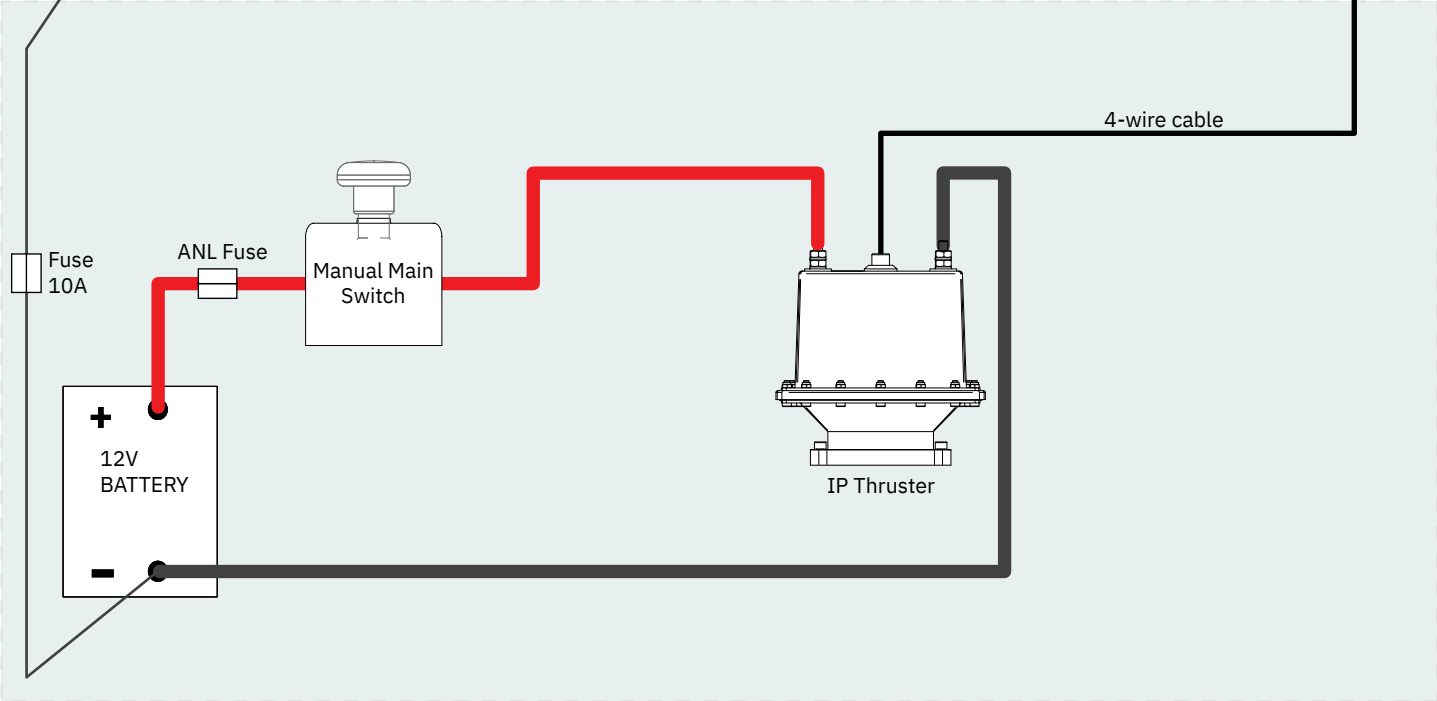 4-wire cable
ANL Fuse
Fuse
10A
Manual Main
Switch
+
12V
BATTERY
–
IP Thruster